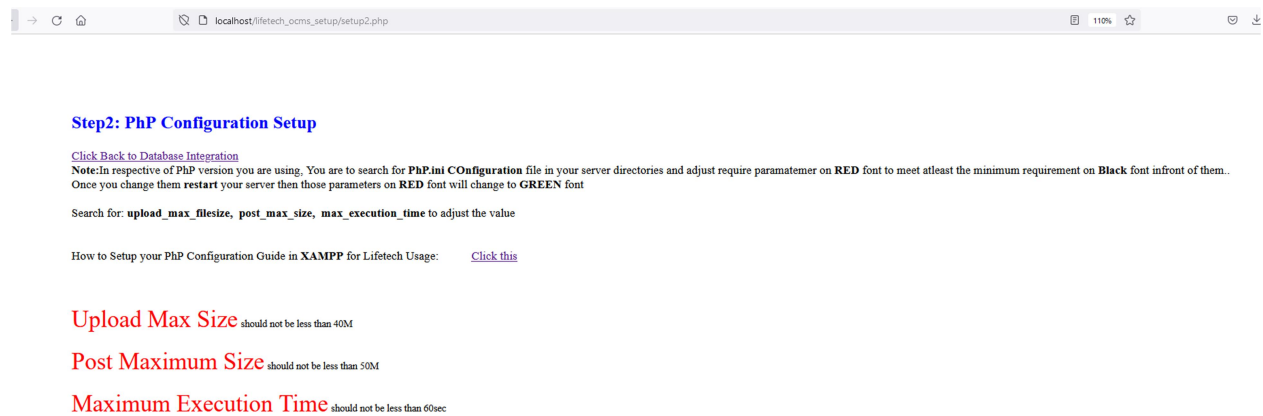 localhost/lifetech_ocms_setup/setup2.php
110%
Step2: PhP Configuration Setup
Click Back to Database Integration
Note:In respective of PhP version you are using, You are to search for PhP.ini COnfiguration file in your server directories and adjust require paramatemer on RED font to meet atleast the minimum requirement on Black font infront of them..
Once you change them restart your server then those parameters on RED font will change to GREEN font
Search for: upload_max_filesize, post_max_size, max_execution_time to adjust the value
How to Setup your PhP Configuration Guide in XAMPP for Lifetech Usage: Click this
Upload Max Size should not be less than 40M
Post Maximum Size should not be less than 50M
Maximum Execution Time should not be less than 60sec